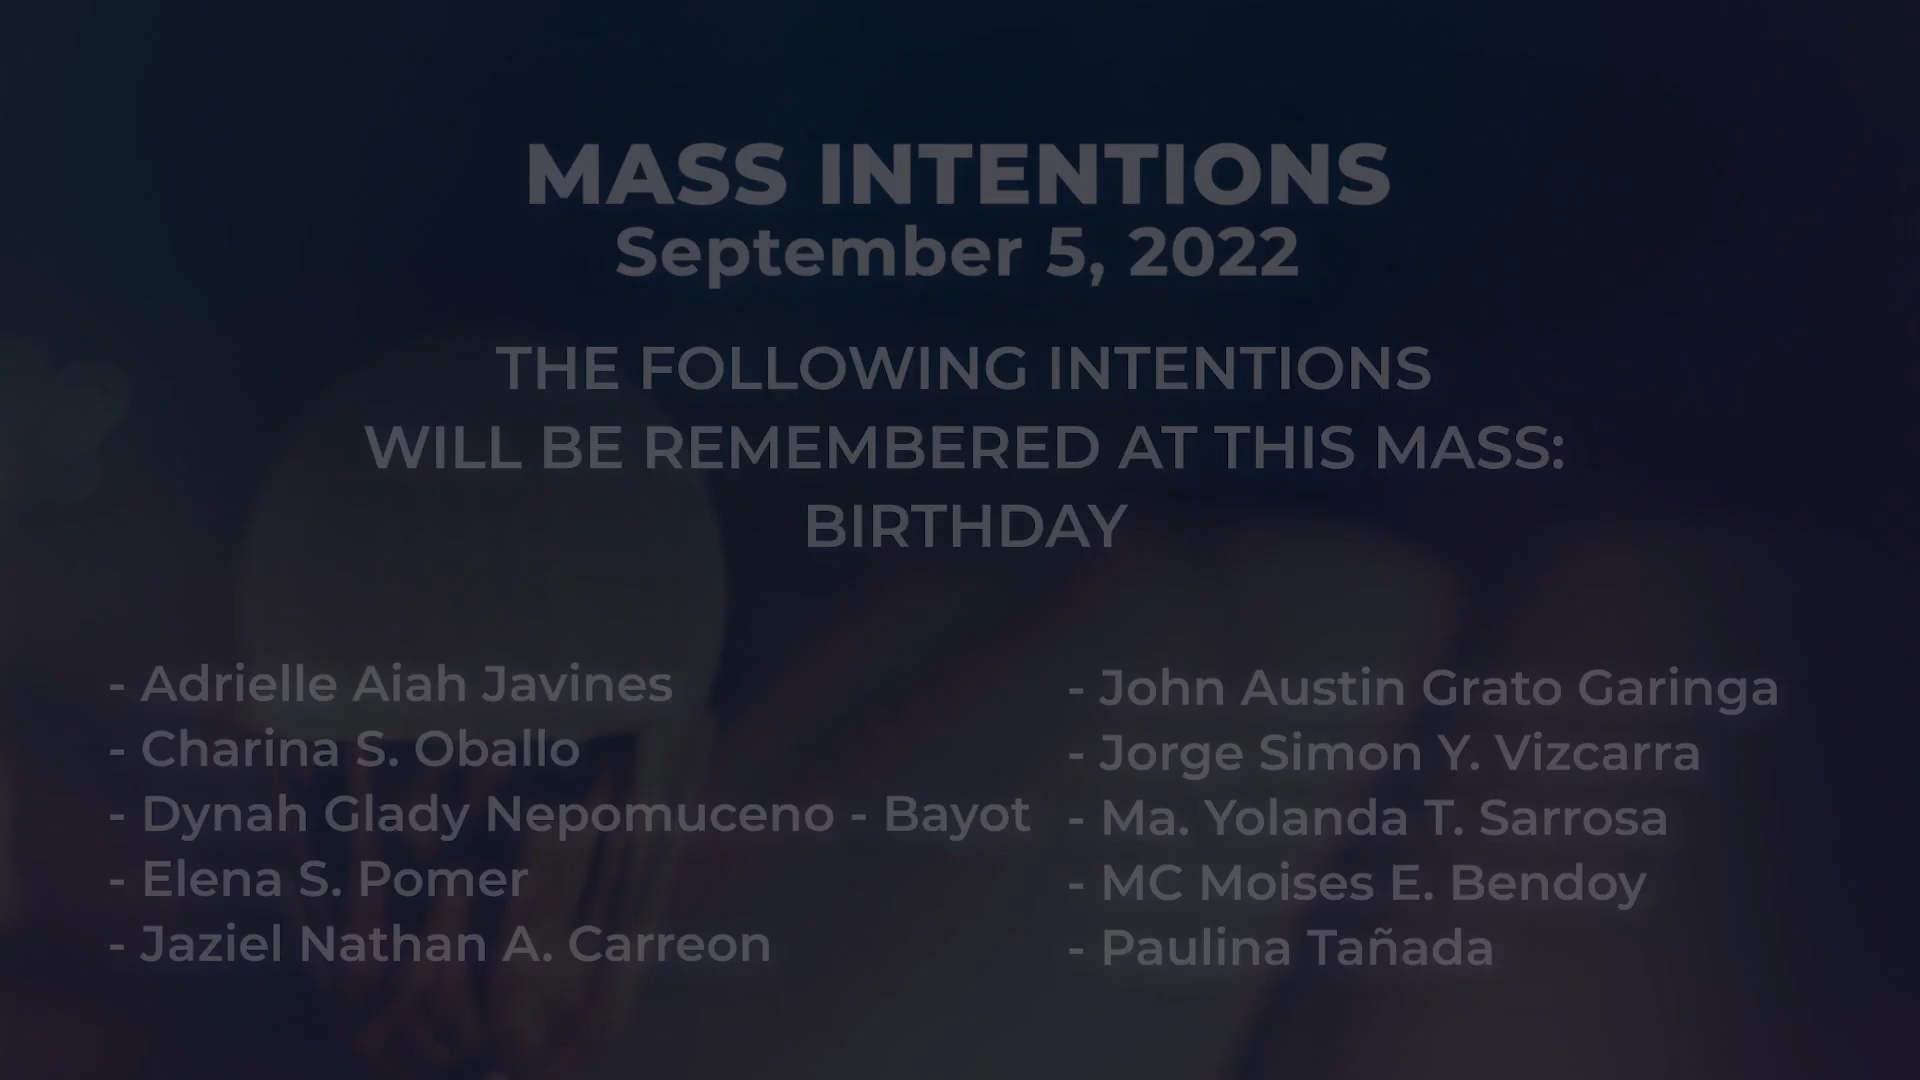 MASS INTENTIONS
September 5, 2022
THE FOLLOWING INTENTIONS
WILL BE REMEMBERED AT THIS MASS:
BIRTHDAY
- Adrielle Aiah Javines
- Charina S. Oballo
- Dynah Glady Nepomuceno - Bayot
- Elena S. Pomer
- Jaziel Nathan A. Carreon
- John Austin Grato Garinga
- Jorge Simon Y. Vizcarra
- Ma. Yolanda T. Sarrosa
- MC Moises E. Bendoy
- Paulina Tañada